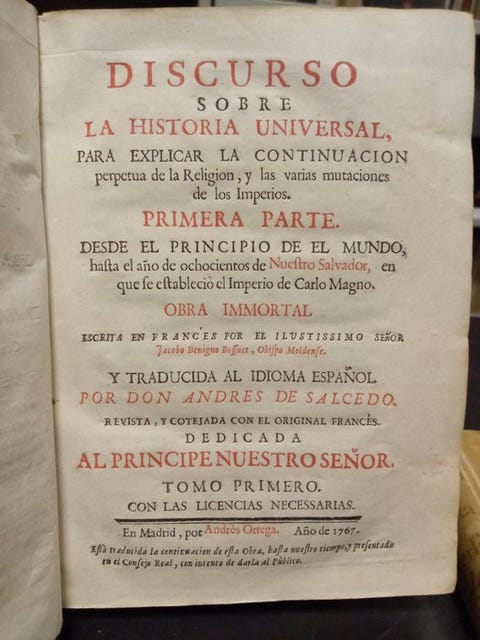 DISCURSO
SOBRE
LA HISTORIA UNIVERSAL,
PARA EXPLICAR LA CONTINUACION
perpetua de la Religion, y las varias mutaciones
de los Imperios.
PRIMERA PARTE.
DESDE EL PRINCIPIO DE EL MUNDO,
hasta el año de ochocientos de Nuestro Salvador, en
que se estableciò el Imperio de Carlo Magno.
OBRA IMMORTAL
ESCRITA EN FRANCÉS POR EL ILUSTISSIMO SEÑOR
Jacobo Benigno Bossuet, Obispo Meldense.
Y TRADUCIDA AL IDIOMA ESPAÑOL
POR DON ANDRES DE SALCEDO.
REVISTA, Y COTEJADA CON EL ORIGINAL FRANCÉS.
DEDICADA
AL PRINCIPE NUESTRO SEÑOR.
TOMO PRIMERO.
CON LAS LICENCIAS NECESSARIAS.
En Madrid, por Andrés Ortega. Año de 1767.
Està traducida la continuacion de esta Obra, hasta nuestro tiempo, y presentada
en el Consejo Real, con intento de darla al Público.